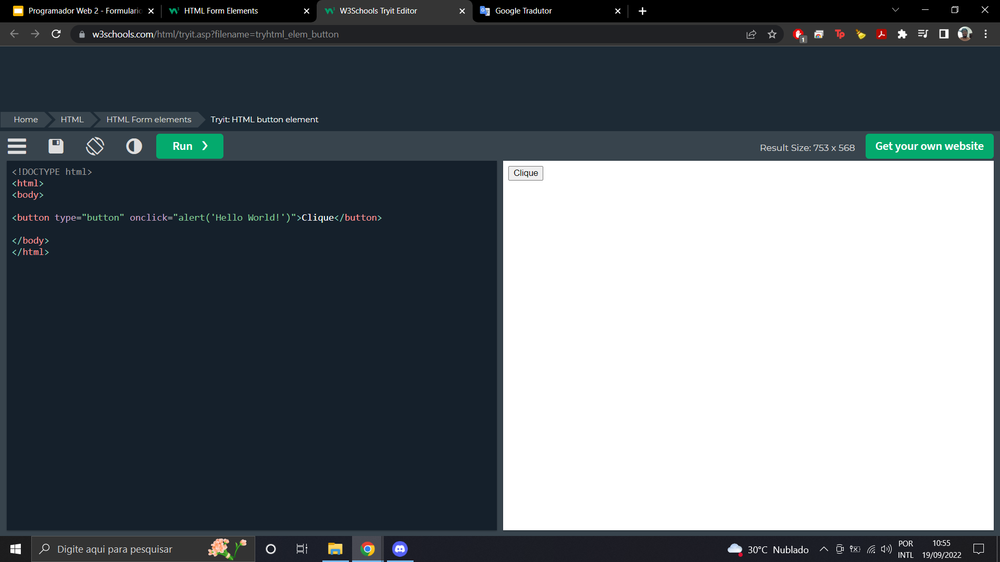 Programador Web 2 - Formulario
HTML Form Elements
W3Schools Tryit Editor
Google Tradutor
w3schools.com/html/tryit.asp?filename=tryhtml_elem_button
1
Tp
Home
HTML
HTML Form elements
Tryit: HTML button element
Run ❯
Result Size: 753 x 568
Get your own website
<!DOCTYPE html>
<html>
<body>
<button type="button" onclick="alert('Hello World!')">Clique</button>
</body>
</html>
Clique
Digite aqui para pesquisar
30°C Nublado
POR
INTL
10:55
19/09/2022